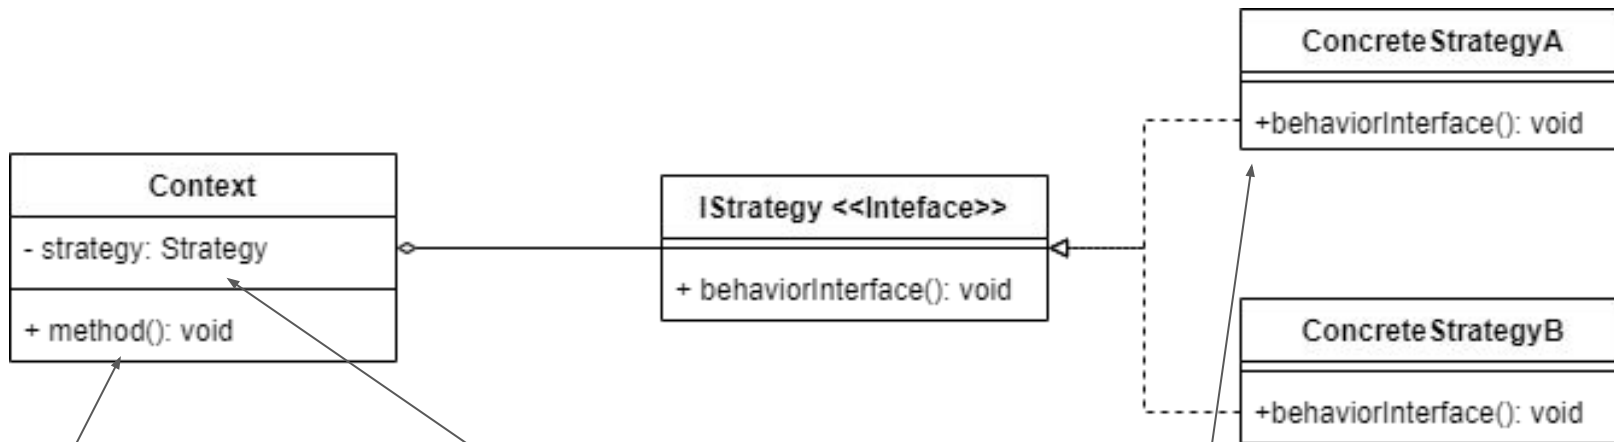 Context
- strategy: Strategy
+ method(): void
IStrategy <<Inteface>>
+ behaviorInterface(): void
ConcreteStrategyA
+behaviorInterface(): void
ConcreteStrategyB
+behaviorInterface(): void